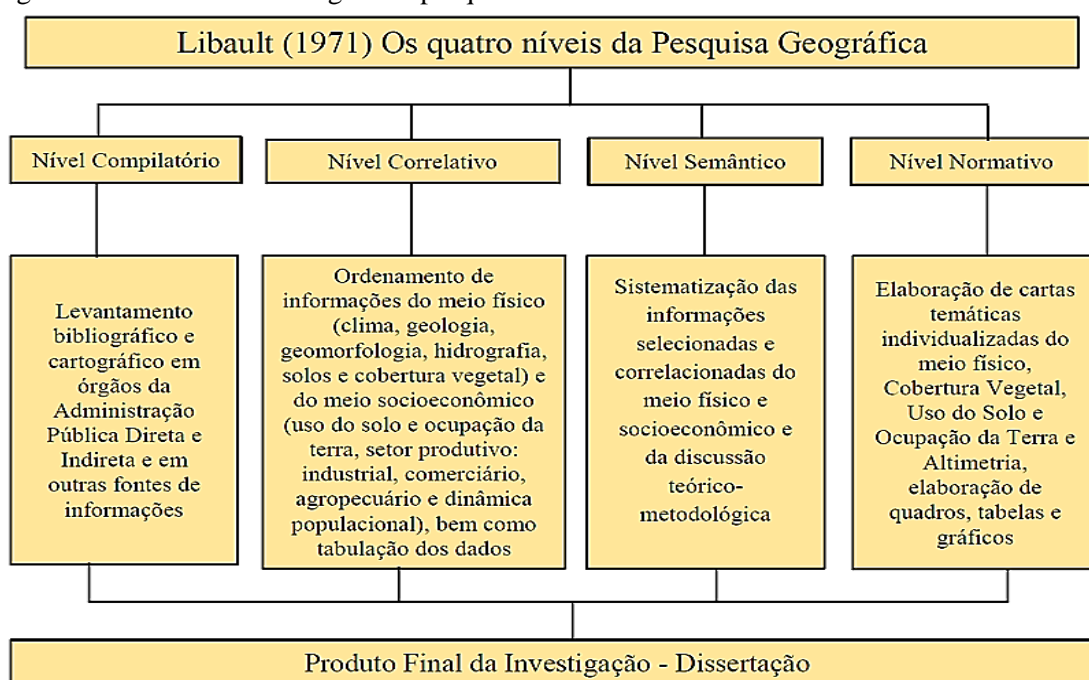 Libault (1971) Os quatro níveis da Pesquisa Geográfica
Nível Compilatório
Nível Correlativo
Nível Semântico
Nível Normativo
Levantamento
bibliográfico e
cartográfico em
órgãos da
Administração
Pública Direta e
Indireta e em
outras fontes de
informações
Ordenamento de
informações do meio físico
(clima, geologia,
geomorfologia, hidrografia,
solos e cobertura vegetal) e
do meio socioeconômico
(uso do solo e ocupação da
terra, setor produtivo:
industrial, comerciário,
agropecuário e dinâmica
populacional), bem como
tabulação dos dados
Sistematização das
informações
selecionadas e
correlacionadas do
meio físico e
socioeconômico e
da discussão
teórico-
metodológica
Elaboração de cartas
temáticas
individualizadas do
meio físico,
Cobertura Vegetal,
Uso do Solo e
Ocupação da Terra e
Altimetria,
elaboração de
quadros, tabelas e
gráficos
Produto Final da Investigação - Dissertação